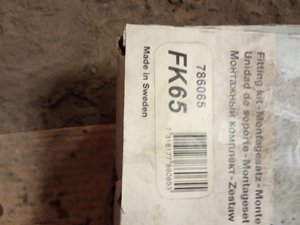 786065
FK65
Made in Sweden
Fitting kit-Montagesatz-Monte
Unidad de soporte-Montageset
Монтажный комплект-Zestaw